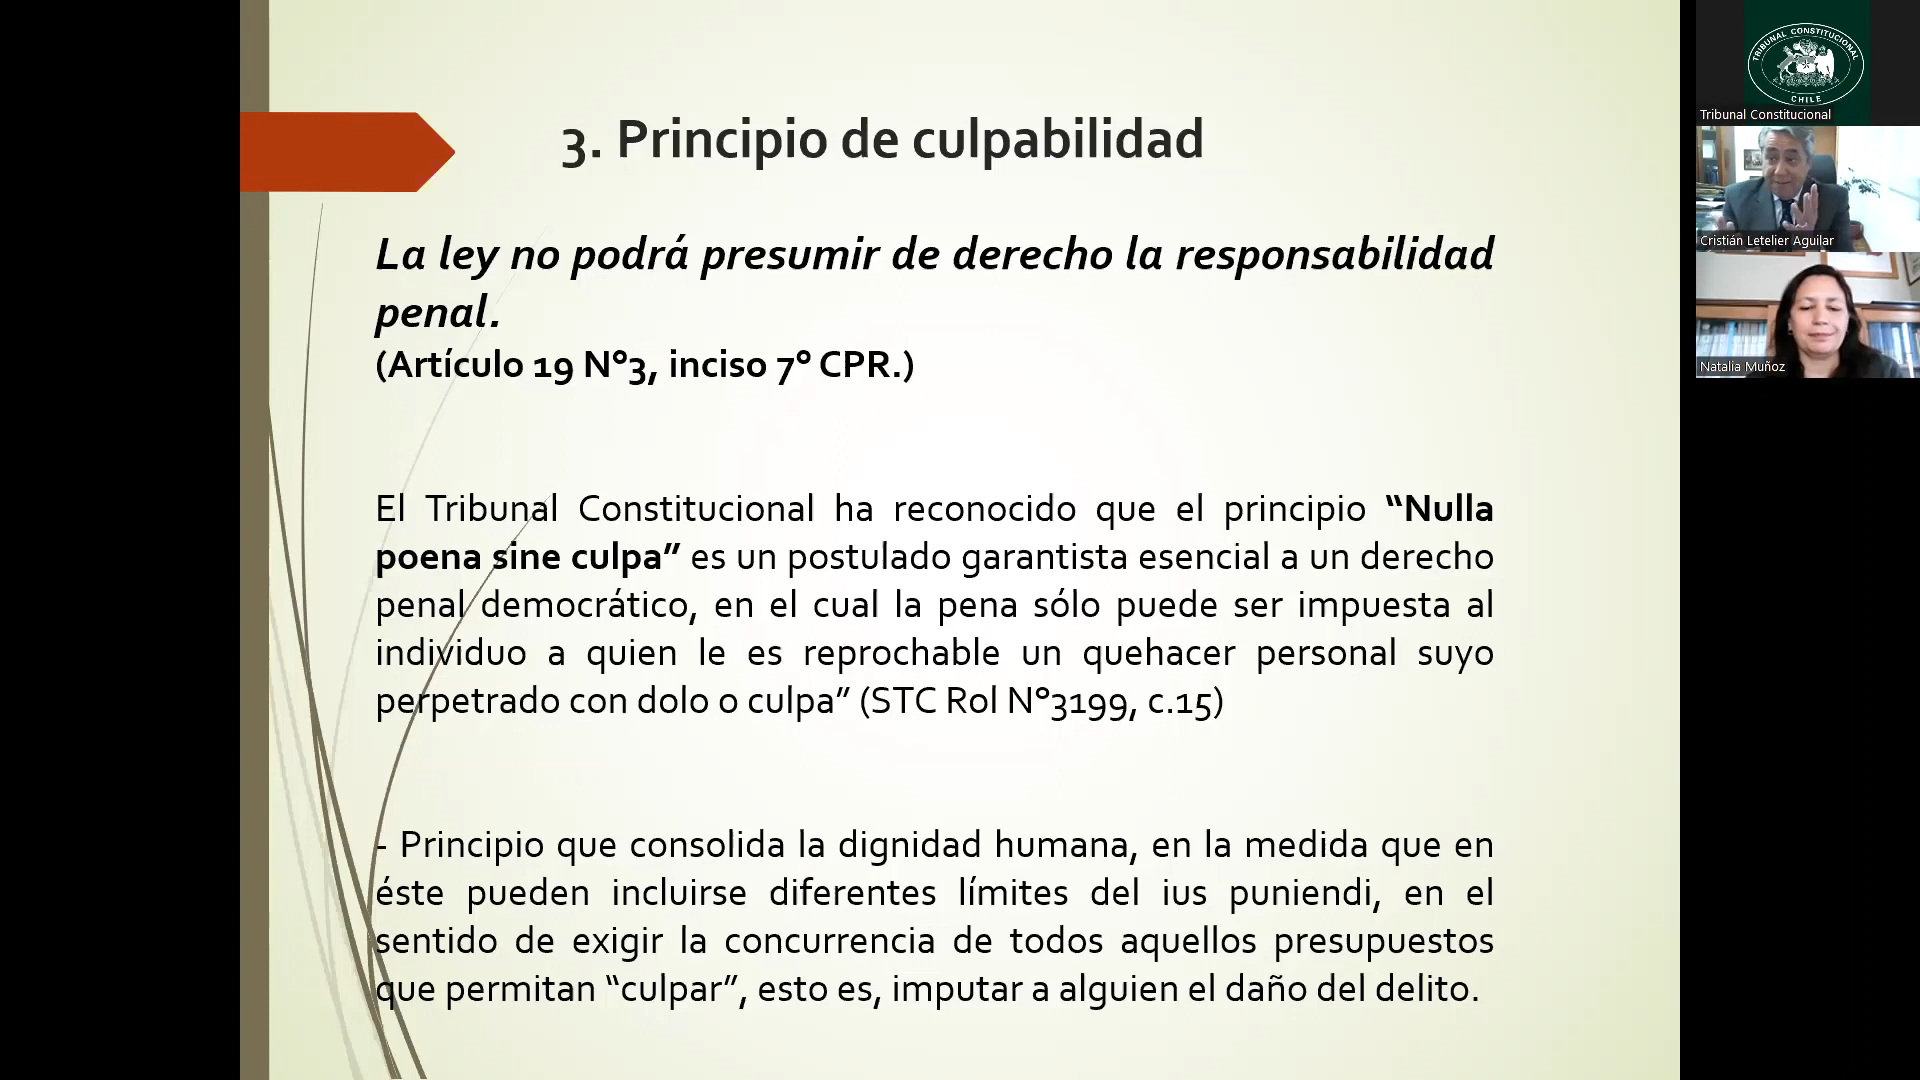 3. Principio de culpabilidad
La ley no podrá presumir de derecho la responsabilidad
penal.
(Artículo 19 N°3, inciso 7° CPR.)
El Tribunal Constitucional ha reconocido que el principio “Nulla
poena sine culpa” es un postulado garantista esencial a un derecho
penal democrático, en el cual la pena sólo puede ser impuesta al
individuo a quien le es reprochable un quehacer personal suyo
perpetrado con dolo o culpa” (STC Rol N°3199, c.15)
- Principio que consolida la dignidad humana, en la medida que en
éste pueden incluirse diferentes límites del ius puniendi, en el
sentido de exigir la concurrencia de todos aquellos presupuestos
que permitan “culpar”, esto es, imputar a alguien el daño del delito.
TRIBUNAL CONSTITUCIONAL
CHILE
Tribunal Constitucional
Cristián Letelier Aguilar
Natalia Muñoz